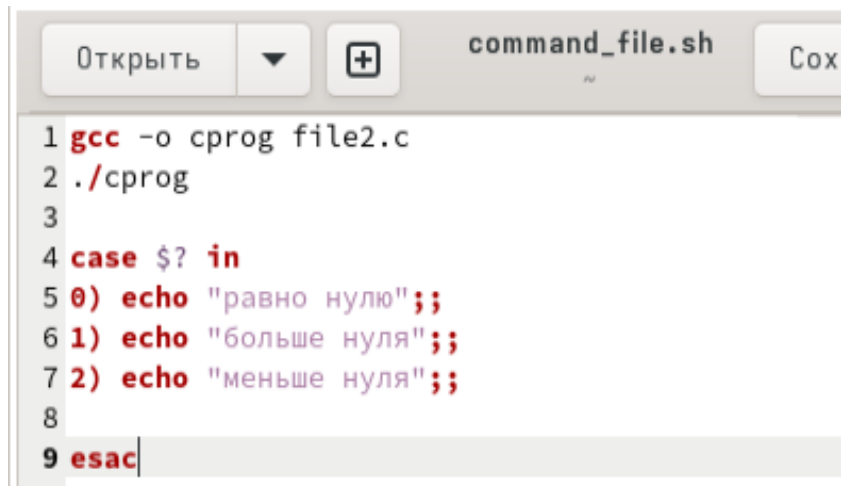 Открыть command_file.sh Сох
~
1 gcc -o cprog file2.c
2 ./cprog
3
4 case $? in
5 0) echo "равно нулю";;
6 1) echo "больше нуля";;
7 2) echo "меньше нуля";;
8
9 esac